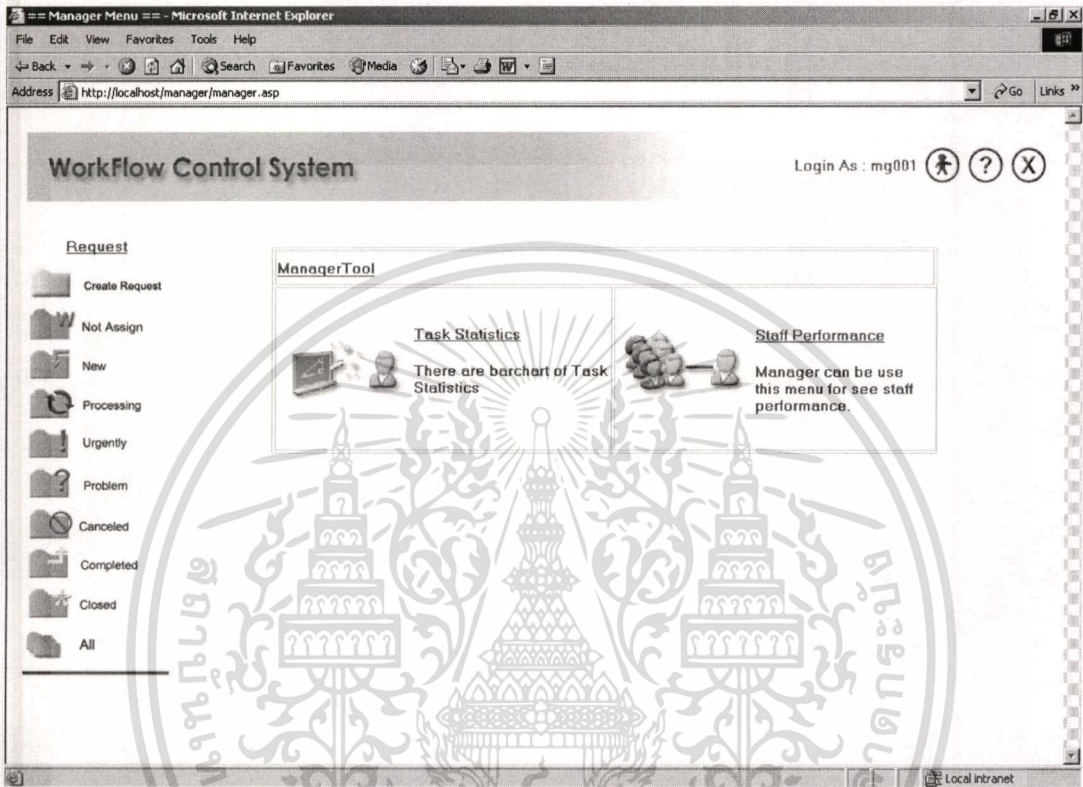 == Manager Menu == - Microsoft Internet Explorer
File Edit View Favorites Tools Help
Back Search Favorites Media
Address http://localhost/manager/manager.asp Go Links »
WorkFlow Control System
Login As : mg001 ? X
Request
Create Request
Not Assign
New
Processing
Urgently
Problem
Canceled
Completed
Closed
All
ManagerTool
Task Statistics
There are barchart of Task
Statistics
Staff Performance
Manager can be use
this menu for see staff
performance.
Local intranet